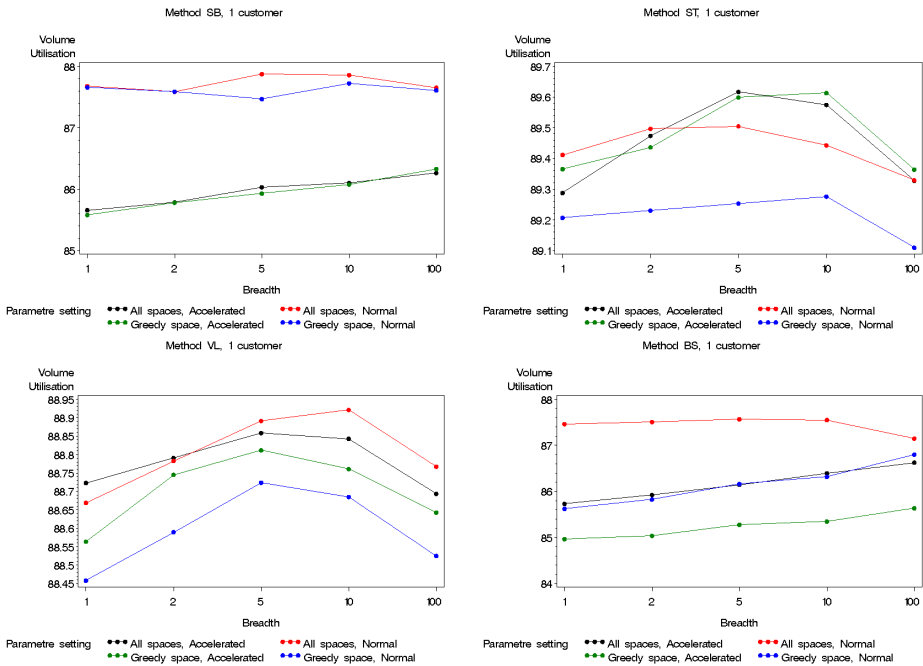 Method SB, 1 customer
Volume
Utilisation
88
87
86
85
1 2 5 10 100
Breadth
Parametre setting All spaces, Accelerated All spaces, Normal
Greedy space, Accelerated Greedy space, Normal
Method ST, 1 customer
Volume
Utilisation
89.7
89.6
89.5
89.4
89.3
89.2
89.1
1 2 5 10 100
Breadth
Parametre setting All spaces, Accelerated All spaces, Normal
Greedy space, Accelerated Greedy space, Normal
Method VL, 1 customer
Volume
Utilisation
88.95
88.9
88.85
88.8
88.75
88.7
88.65
88.6
88.55
88.5
88.45
1 2 5 10 100
Breadth
Parametre setting All spaces, Accelerated All spaces, Normal
Greedy space, Accelerated Greedy space, Normal
Method BS, 1 customer
Volume
Utilisation
88
87
86
85
84
1 2 5 10 100
Breadth
Parametre setting All spaces, Accelerated All spaces, Normal
Greedy space, Accelerated Greedy space, Normal